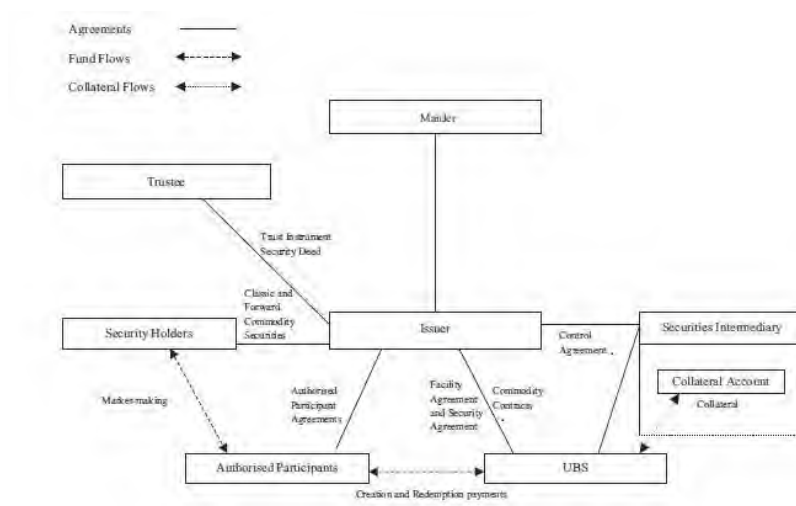 Agreements
Fund Flows
Collateral Flows
Manler
Trustee
Trust Instrument
Security Deed
Classic and
Forward
Commodity
Securities
Security Holders
Issuer
Control
Agreement
Securities Intermediary
Collateral Account
Collateral
Market-making
Authorised
Participant
Agreements
Facility
Agreement
and Security
Agreement
Commodity
Contracts
Authorised Participants
UBS
Creation and Redemption payments